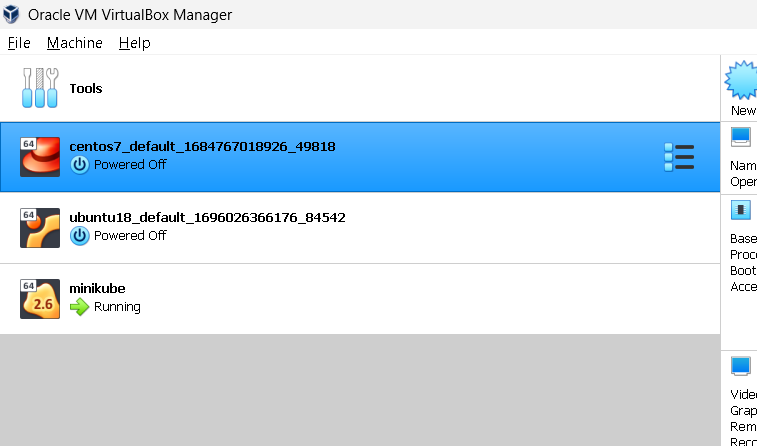 Oracle VM VirtualBox Manager
File Machine Help
Tools
New
64
centos7_default_1684767018926_49818
Powered Off
64
ubuntu18_default_1696026366176_84542
Powered Off
64
2.6
minikube
Running
Nam
Oper
Base
Proc
Boot
Acce
Video
Grap
Rem
Reco